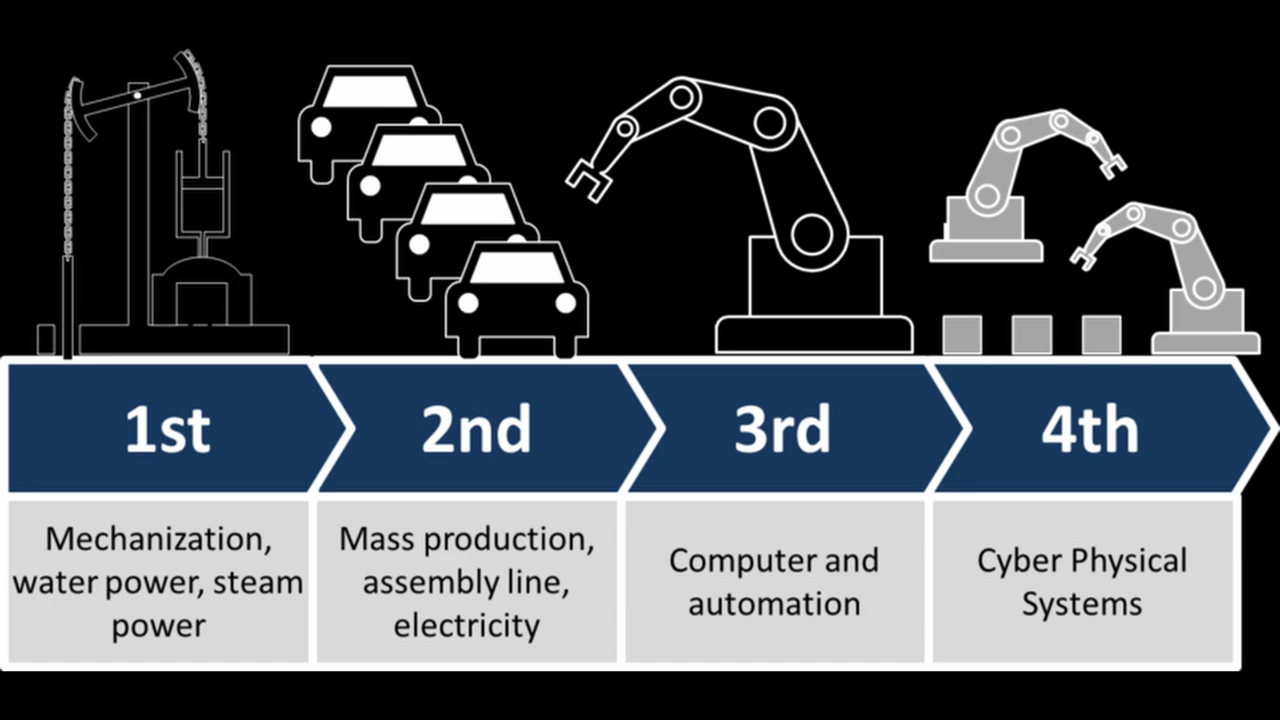 1st
2nd
3rd
4th
Mechanization,
water power, steam
power
Mass production,
assembly line,
electricity
Computer and
automation
Cyber Physical
Systems